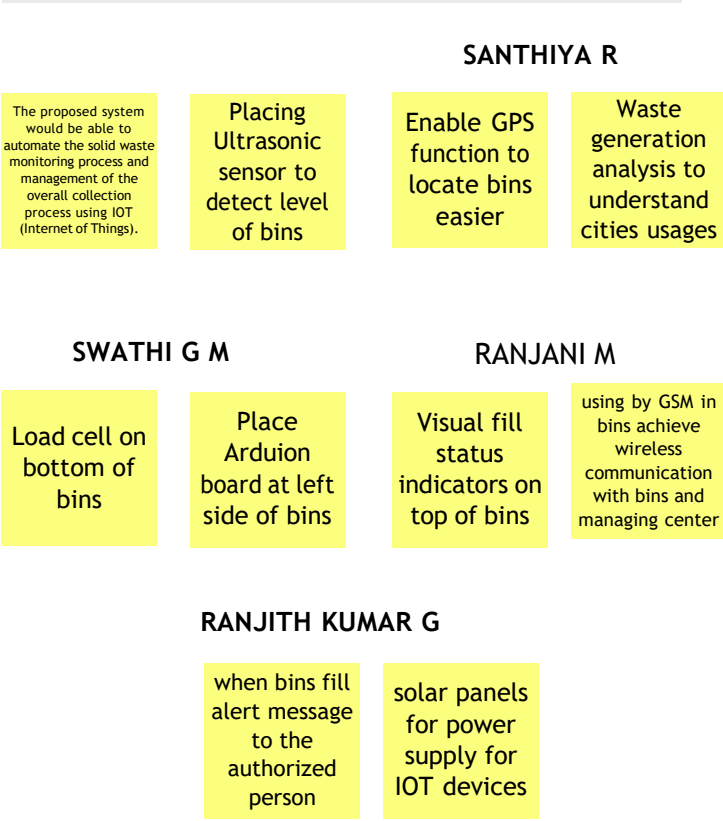 SANTHIYA R
The proposed system
would be able to
automate the solid waste
monitoring process and
management of the
overall collection
process using IOT
(Internet of Things).
Placing
Ultrasonic
sensor to
detect level
of bins
Enable GPS
function to
locate bins
easier
Waste
generation
analysis to
understand
cities usages
SWATHI G M
RANJANI M
Load cell on
bottom of
bins
Place
Arduion
board at left
side of bins
Visual fill
status
indicators on
top of bins
using by GSM in
bins achieve
wireless
communication
with bins and
managing center
RANJITH KUMAR G
when bins fill
alert message
to the
authorized
person
solar panels
for power
supply for
IOT devices